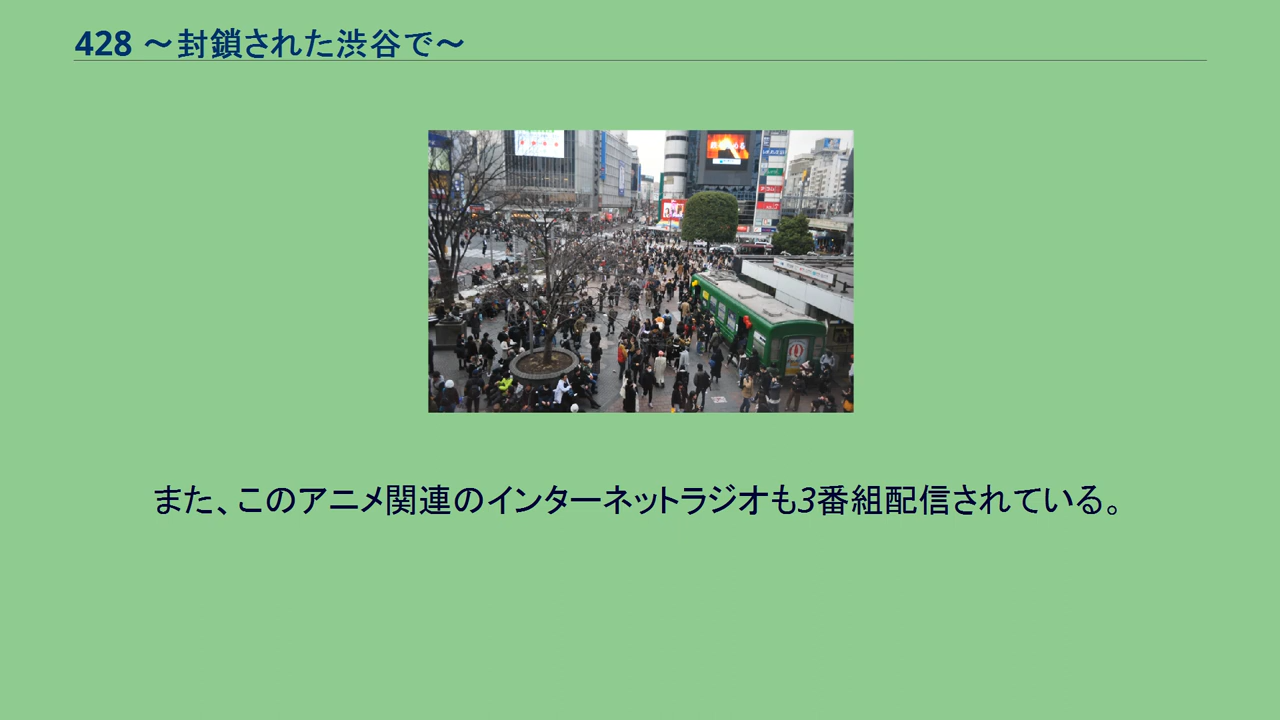 428 ～封鎖された渋谷で～
また、このアニメ関連のインターネットラジオも3番組配信されている。